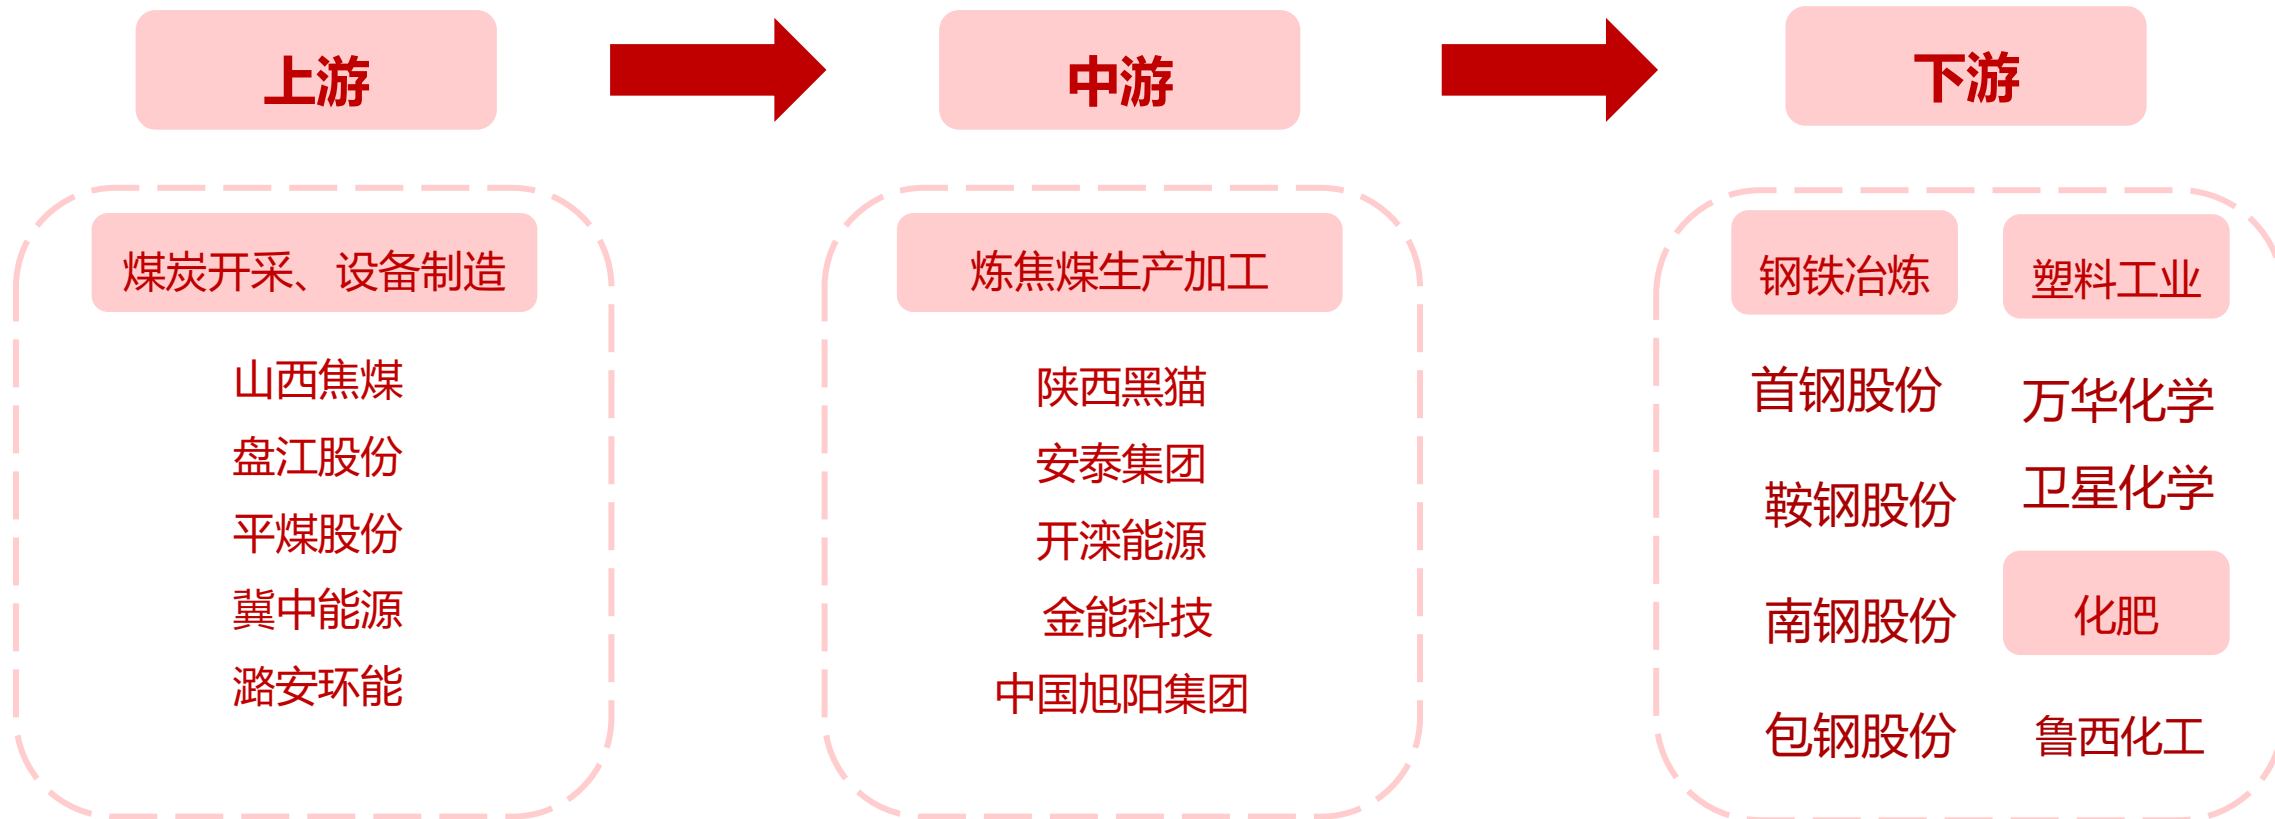 上游
中游
下游
煤炭开采、设备制造
山西焦煤
盘江股份
平煤股份
冀中能源
潞安环能
炼焦煤生产加工
陕西黑猫
安泰集团
开滦能源
金能科技
中国旭阳集团
钢铁冶炼
首钢股份
鞍钢股份
南钢股份
包钢股份
塑料工业
万华化学
卫星化学
化肥
鲁西化工